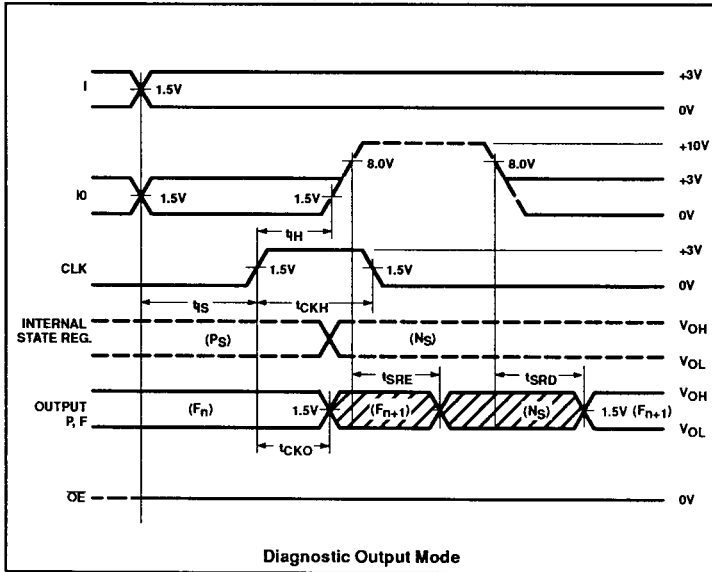 I
1.5V
+3V
0V
+10V
8.0V
8.0V
+3V
I0
1.5V
1.5V
0V
tIH
+3V
CLK
1.5V
1.5V
0V
tIS
tCKH
INTERNAL
STATE REG.
(PS)
(NS)
VOH
VOL
tSRE
tSRD
OUTPUT
P, F
(Fn)
1.5V
(Fn+1)
(NS)
1.5V
(Fn+1)
VOH
VOL
tCKO
OE
0V
Diagnostic Output Mode